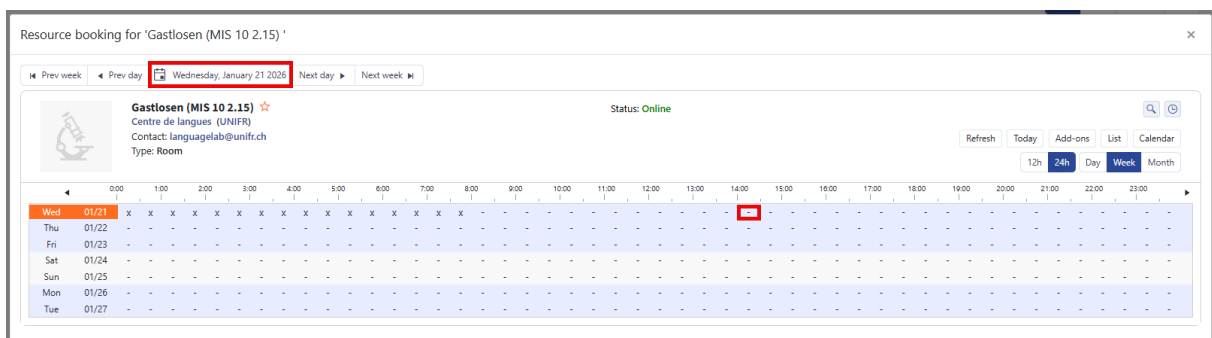 Resource booking for 'Gastlosen (MIS 10 2.15) ' ×
Prev week Prev day Wednesday, January 21 2026 Next day Next week
Gastlosen (MIS 10 2.15)
Status: Online
Centre de langues (UNIFR)
Contact: languagelab@unifr.ch
Type: Room
Refresh Today Add-ons List Calendar
12h 24h Day Week Month
0:00 1:00 2:00 3:00 4:00 5:00 6:00 7:00 8:00 9:00 10:00 11:00 12:00 13:00 14:00 15:00 16:00 17:00 18:00 19:00 20:00 21:00 22:00 23:00
Wed 01/21 x x x x x x x x x x x x x x x x - - - - - - - - - - - - - - - - - - - - - - - - - - - - - - - -
Thu 01/22 - - - - - - - - - - - - - - - - - - - - - - - - - - - - - - - - - - - - - - - - - - - - - - - -
Fri 01/23 - - - - - - - - - - - - - - - - - - - - - - - - - - - - - - - - - - - - - - - - - - - - - - - -
Sat 01/24 - - - - - - - - - - - - - - - - - - - - - - - - - - - - - - - - - - - - - - - - - - - - - - - -
Sun 01/25 - - - - - - - - - - - - - - - - - - - - - - - - - - - - - - - - - - - - - - - - - - - - - - - -
Mon 01/26 - - - - - - - - - - - - - - - - - - - - - - - - - - - - - - - - - - - - - - - - - - - - - - - -
Tue 01/27 - - - - - - - - - - - - - - - - - - - - - - - - - - - - - - - - - - - - - - - - - - - - - - - -